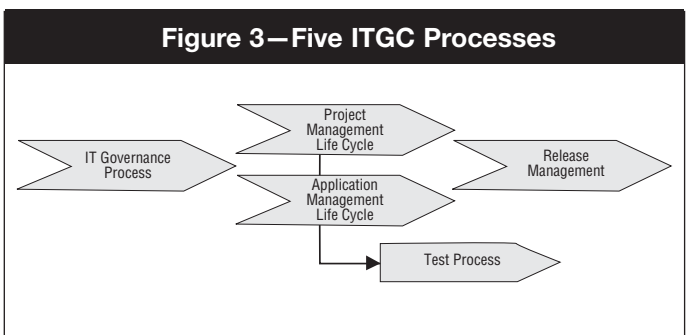 Figure 3—Five ITGC Processes
Project
Management
Life Cycle
IT Governance
Process
Release
Management
Application
Management
Life Cycle
Test Process